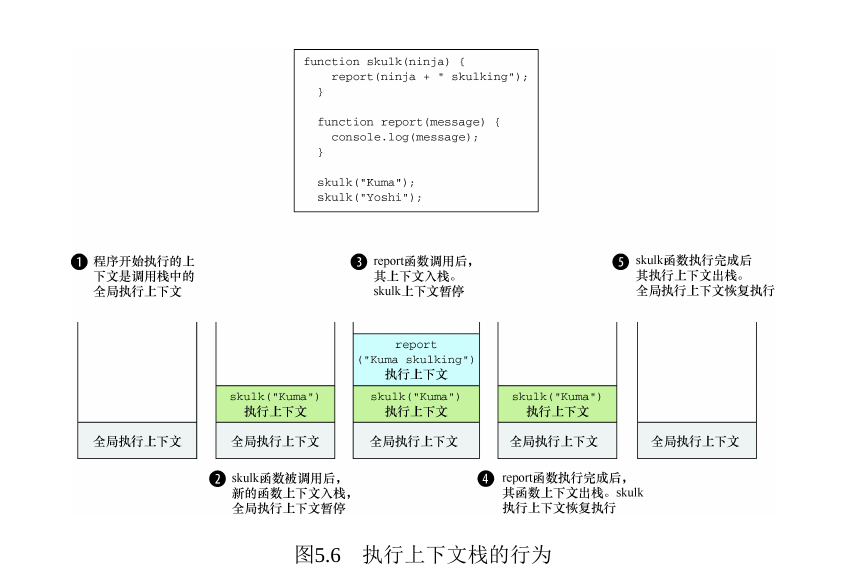 function skulk(ninja) {
report(ninja + " skulking");
}
function report(message) {
console.log(message);
}
skulk("Kuma");
skulk("Yoshi");
1 程序开始执行的上
下文是调用栈中的
全局执行上下文
3 report函数调用后，
其上下文入栈。
skulk上下文暂停
5 skulk函数执行完成后
其执行上下文出栈。
全局执行上下文恢复执行
全局执行上下文
skulk("Kuma")
执行上下文
全局执行上下文
report
("Kuma skulking")
执行上下文
skulk("Kuma")
执行上下文
全局执行上下文
skulk("Kuma")
执行上下文
全局执行上下文
全局执行上下文
2 skulk函数被调用后，
新的函数上下文入栈，
全局执行上下文暂停
4 report函数执行完成后，
其函数上下文出栈。skulk
执行上下文恢复执行
图5.6 执行上下文栈的行为